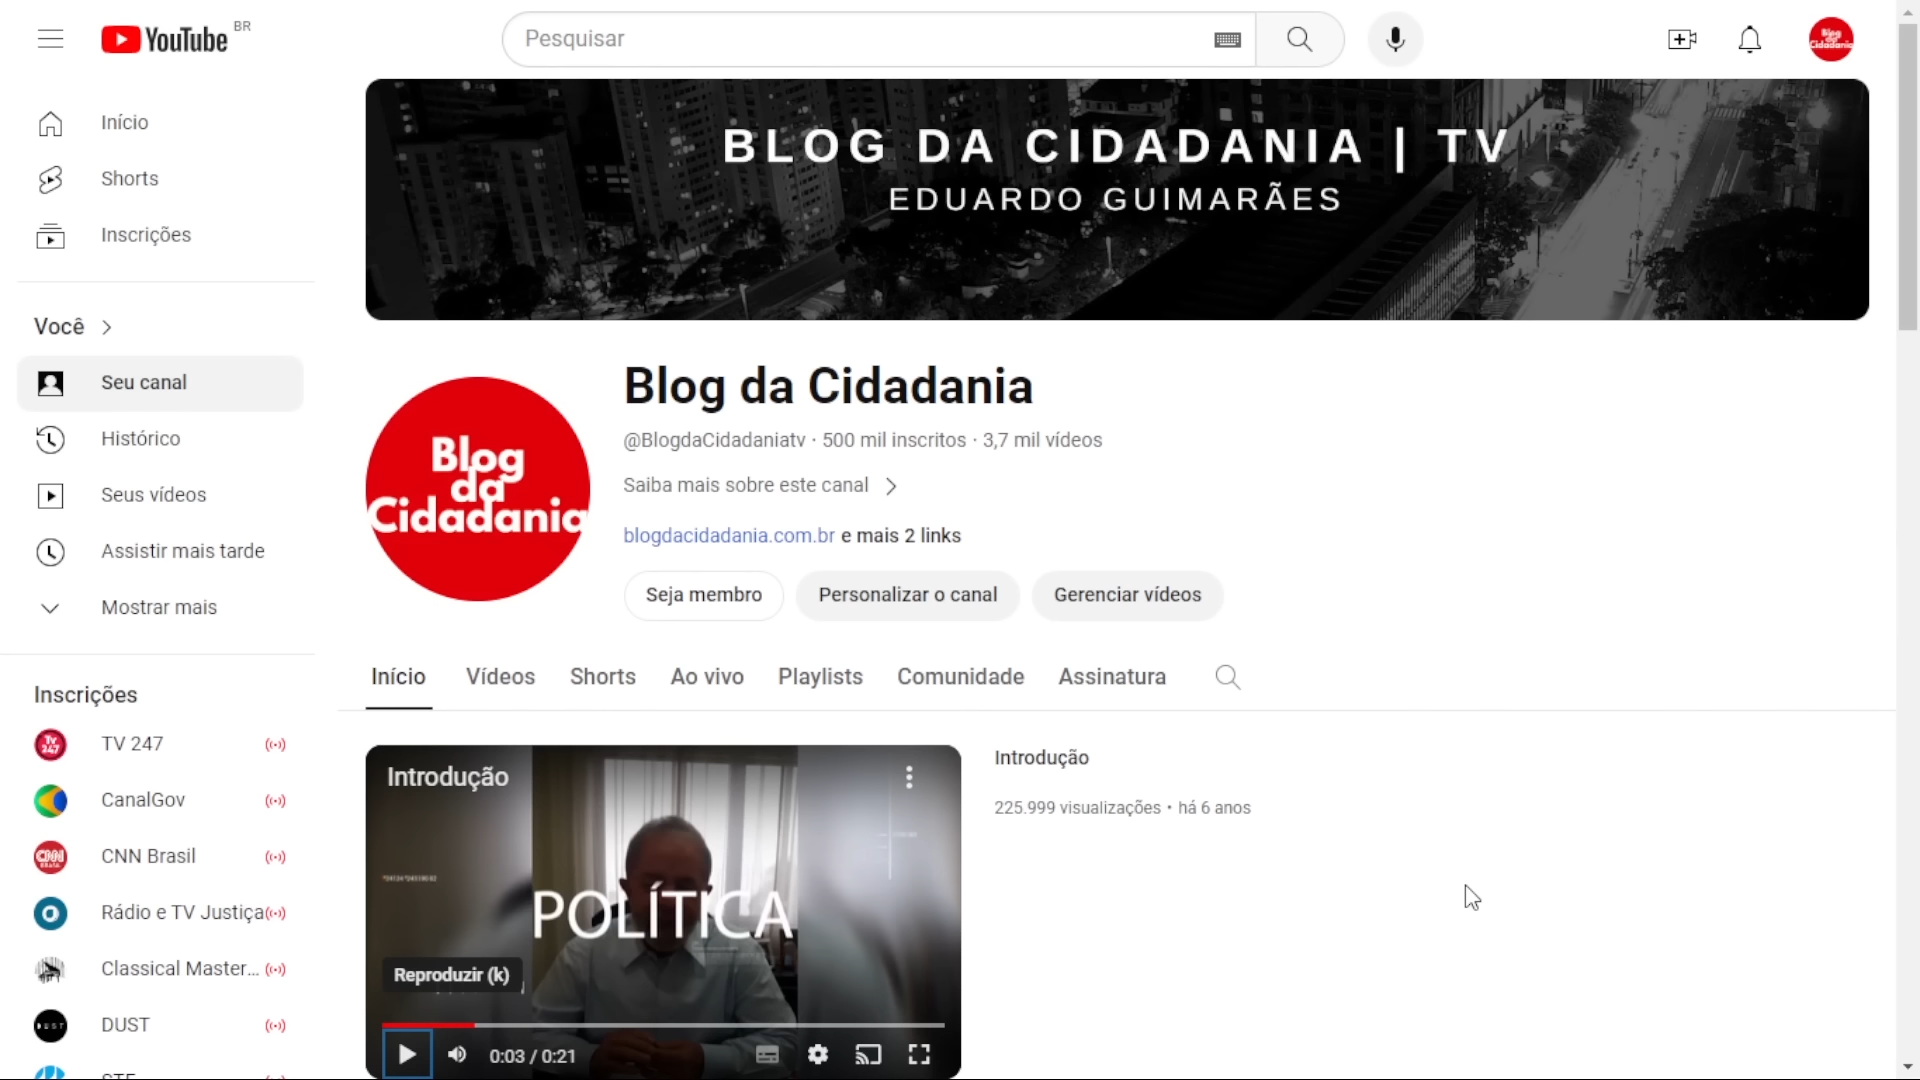 YouTube BR
Pesquisar
Início
Shorts
Inscrições
Você
Seu canal
Histórico
Seus vídeos
Assistir mais tarde
Mostrar mais
Inscrições
TV 247
CanalGov
CNN Brasil
Rádio e TV Justiça
Classical Master...
DUST
BLOG DA CIDADANIA | TV
EDUARDO GUIMARÃES
Blog
da
Cidadania
Blog da Cidadania
@BlogdaCidadaniatv · 500 mil inscritos · 3,7 mil vídeos
Saiba mais sobre este canal
blogdacidadania.com.br e mais 2 links
Seja membro
Personalizar o canal
Gerenciar vídeos
Início
Vídeos
Shorts
Ao vivo
Playlists
Comunidade
Assinatura
Introdução
POLÍTICA
Reproduzir (k)
0:03 / 0:21
Introdução
225.999 visualizações • há 6 anos